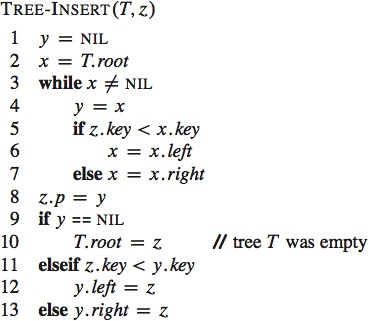 TREE-INSERT(T, z)
1 y = NIL
2 x = T.root
3 while x ≠ NIL
4 y = x
5 if z.key < x.key
6 x = x.left
7 else x = x.right
8 z.p = y
9 if y == NIL
10 T.root = z // tree T was empty
11 elseif z.key < y.key
12 y.left = z
13 else y.right = z